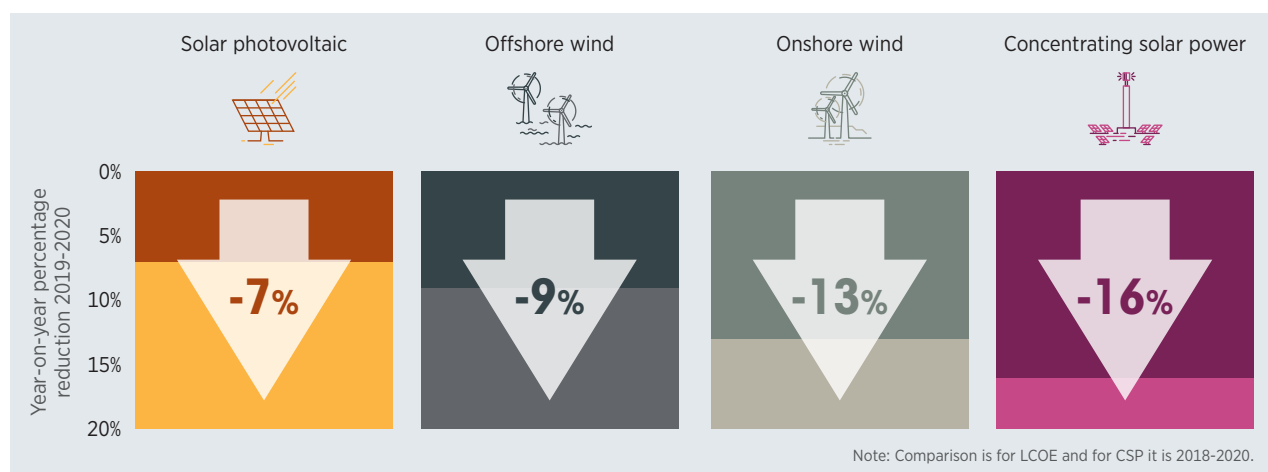 Solar photovoltaic
Offshore wind
Onshore wind
Concentrating solar power
Year-on-year percentage
reduction 2019-2020
0%
5%
10%
15%
20%
-7%
-9%
-13%
-16%
Note: Comparison is for LCOE and for CSP it is 2018-2020.